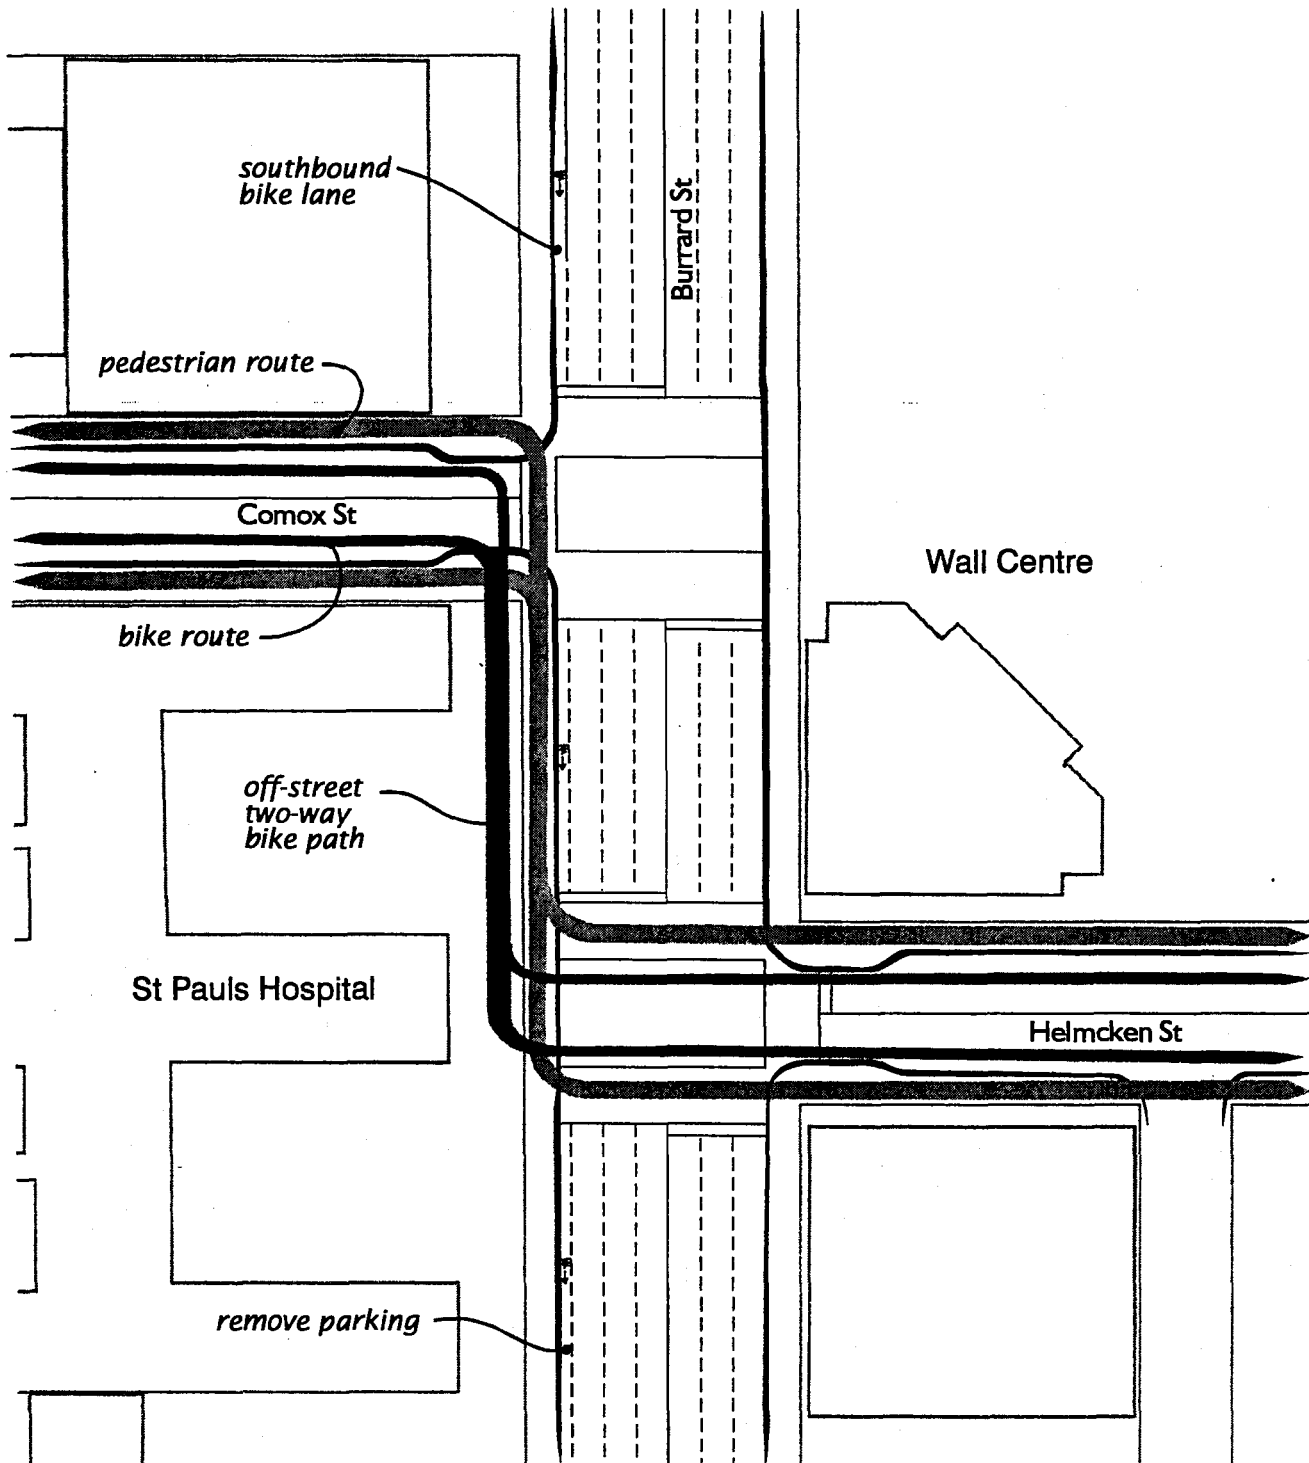 southbound
bike lane
Burrard St
pedestrian route
Comox St
Wall Centre
bike route
off-street
two-way
bike path
St Pauls Hospital
Helmcken St
remove parking